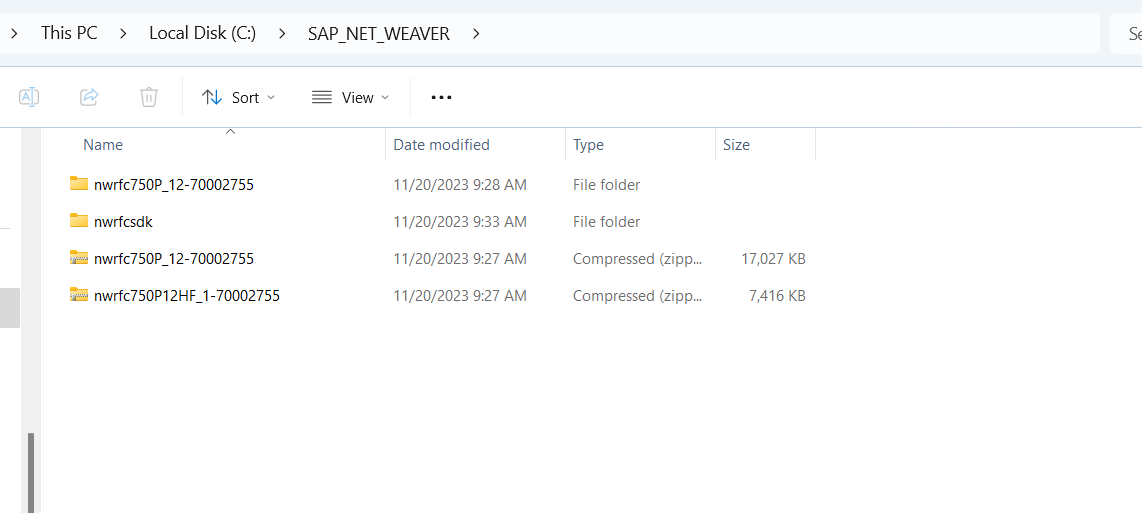 This PC > Local Disk (C:) > SAP_NET_WEAVER > Se
Sort View
Name Date modified Type Size
nwrfc750P_12-70002755 11/20/2023 9:28 AM File folder
nwrfcsdk 11/20/2023 9:33 AM File folder
nwrfc750P_12-70002755 11/20/2023 9:27 AM Compressed (zipp... 17,027 KB
nwrfc750P12HF_1-70002755 11/20/2023 9:27 AM Compressed (zipp... 7,416 KB